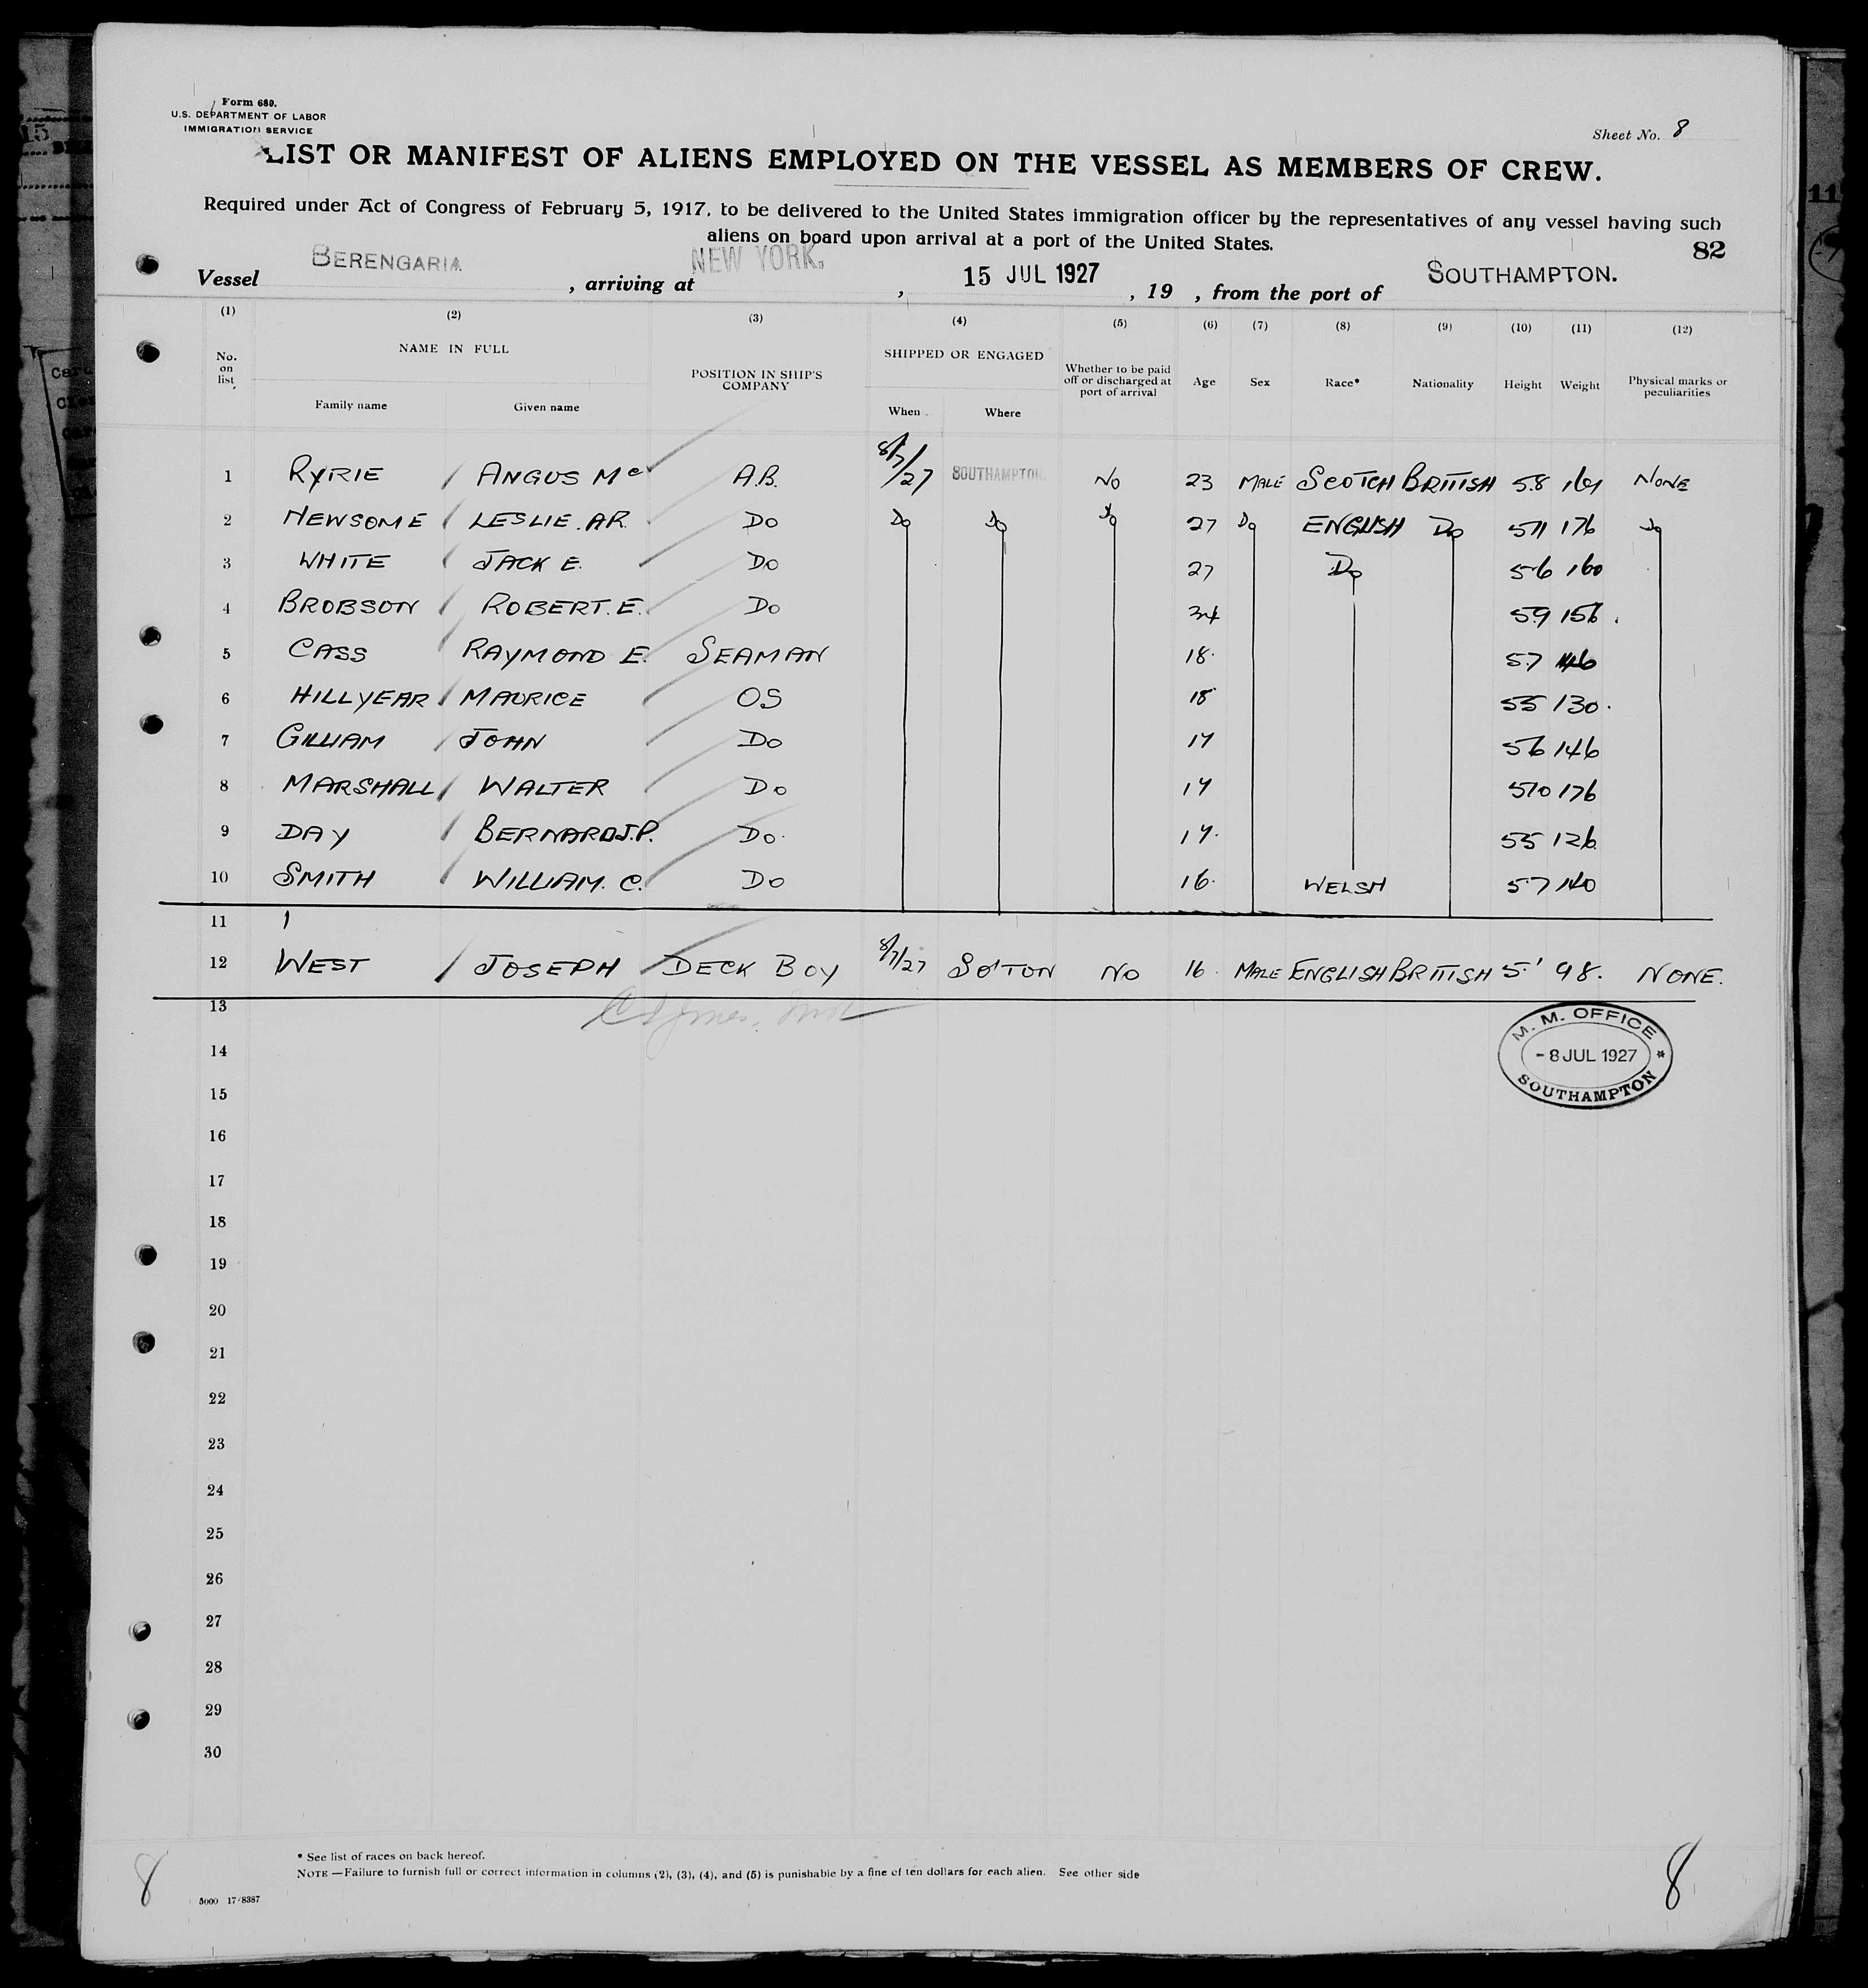 Form 680.
U.S. DEPARTMENT OF LABOR
IMMIGRATION SERVICE
Sheet No. 8
LIST OR MANIFEST OF ALIENS EMPLOYED ON THE VESSEL AS MEMBERS OF CREW.
Required under Act of Congress of February 5, 1917, to be delivered to the United States immigration officer by the representatives of any vessel having such
aliens on board upon arrival at a port of the United States.
82
Vessel BERENGARIA, arriving at NEW YORK., 15 JUL 1927, 19 , from the port of SOUTHAMPTON.
(1) (2) (3) (4) (5) (6) (7) (8) (9) (10) (11) (12)
No. on list NAME IN FULL POSITION IN SHIP'S COMPANY SHIPPED OR ENGAGED Whether to be paid off or discharged at port of arrival Age Sex Race* Nationality Height Weight Physical marks or peculiarities
Family name Given name When Where
1 RYRIE ANGUS Mc A.B. 8/7/27 SOUTHAMPTON No 23 MALE SCOTCH BRITISH 5.8 NONE
2 NEWSOME LESLIE. A.R. Do Do Do Do 27 Do ENGLISH Do 511 176 Do
3 WHITE JACK E. Do 27 Do 5.6 160
4 BROBSON ROBERT. E. Do 34 5.9 156
5 CASS RAYMOND E. SEAMAN 18. 5.7
6 HILLYEAR MAURICE OS 18 55 130.
7 GILLIAM JOHN Do 17 56 146
8 MARSHALL WALTER Do 17 510 176
9 DAY BERNARD J.P. Do. 17. 55 126
10 SMITH WILLIAM. C. Do 16. WELSH 5.7 140
11 1
12 WEST JOSEPH DECK BOY 8/7/27 SO'TON NO 16 MALE ENGLISH BRITISH 5.' 98. NONE.
13
M. M. OFFICE
- 8 JUL 1927 *
SOUTHAMPTON
14
15
16
17
18
19
20
21
22
23
24
25
26
27
28
29
30
* See list of races on back hereof.
NOTE —Failure to furnish full or correct information in columns (2), (3), (4), and (5) is punishable by a fine of ten dollars for each alien. See other side
8 8
5000 17/8387